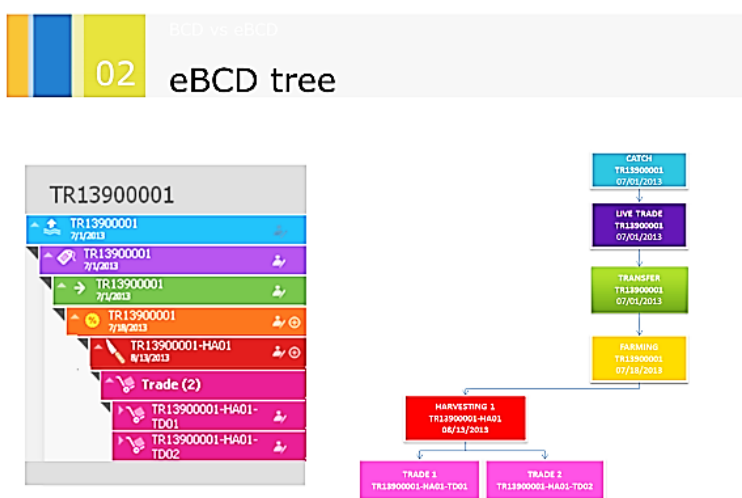 BCD vs eBCD
02
eBCD tree
TR13900001
TR13900001
7/1/2013
TR13900001
7/1/2013
TR13900001
7/1/2013
TR13900001
7/18/2013
TR13900001-HA01
8/13/2013
Trade (2)
TR13900001-HA01-
TD01
TR13900001-HA01-
TD02
CATCH
TR13900001
07/01/2013
LIVE TRADE
TR13900001
07/01/2013
TRANSFER
TR13900001
07/01/2013
FARMING
TR13900001
07/18/2013
HARVESTING 1
TR13900001-HA01
08/13/2013
TRADE 1
TR13900001-HA01-TD01
TRADE 2
TR13900001-HA01-TD02